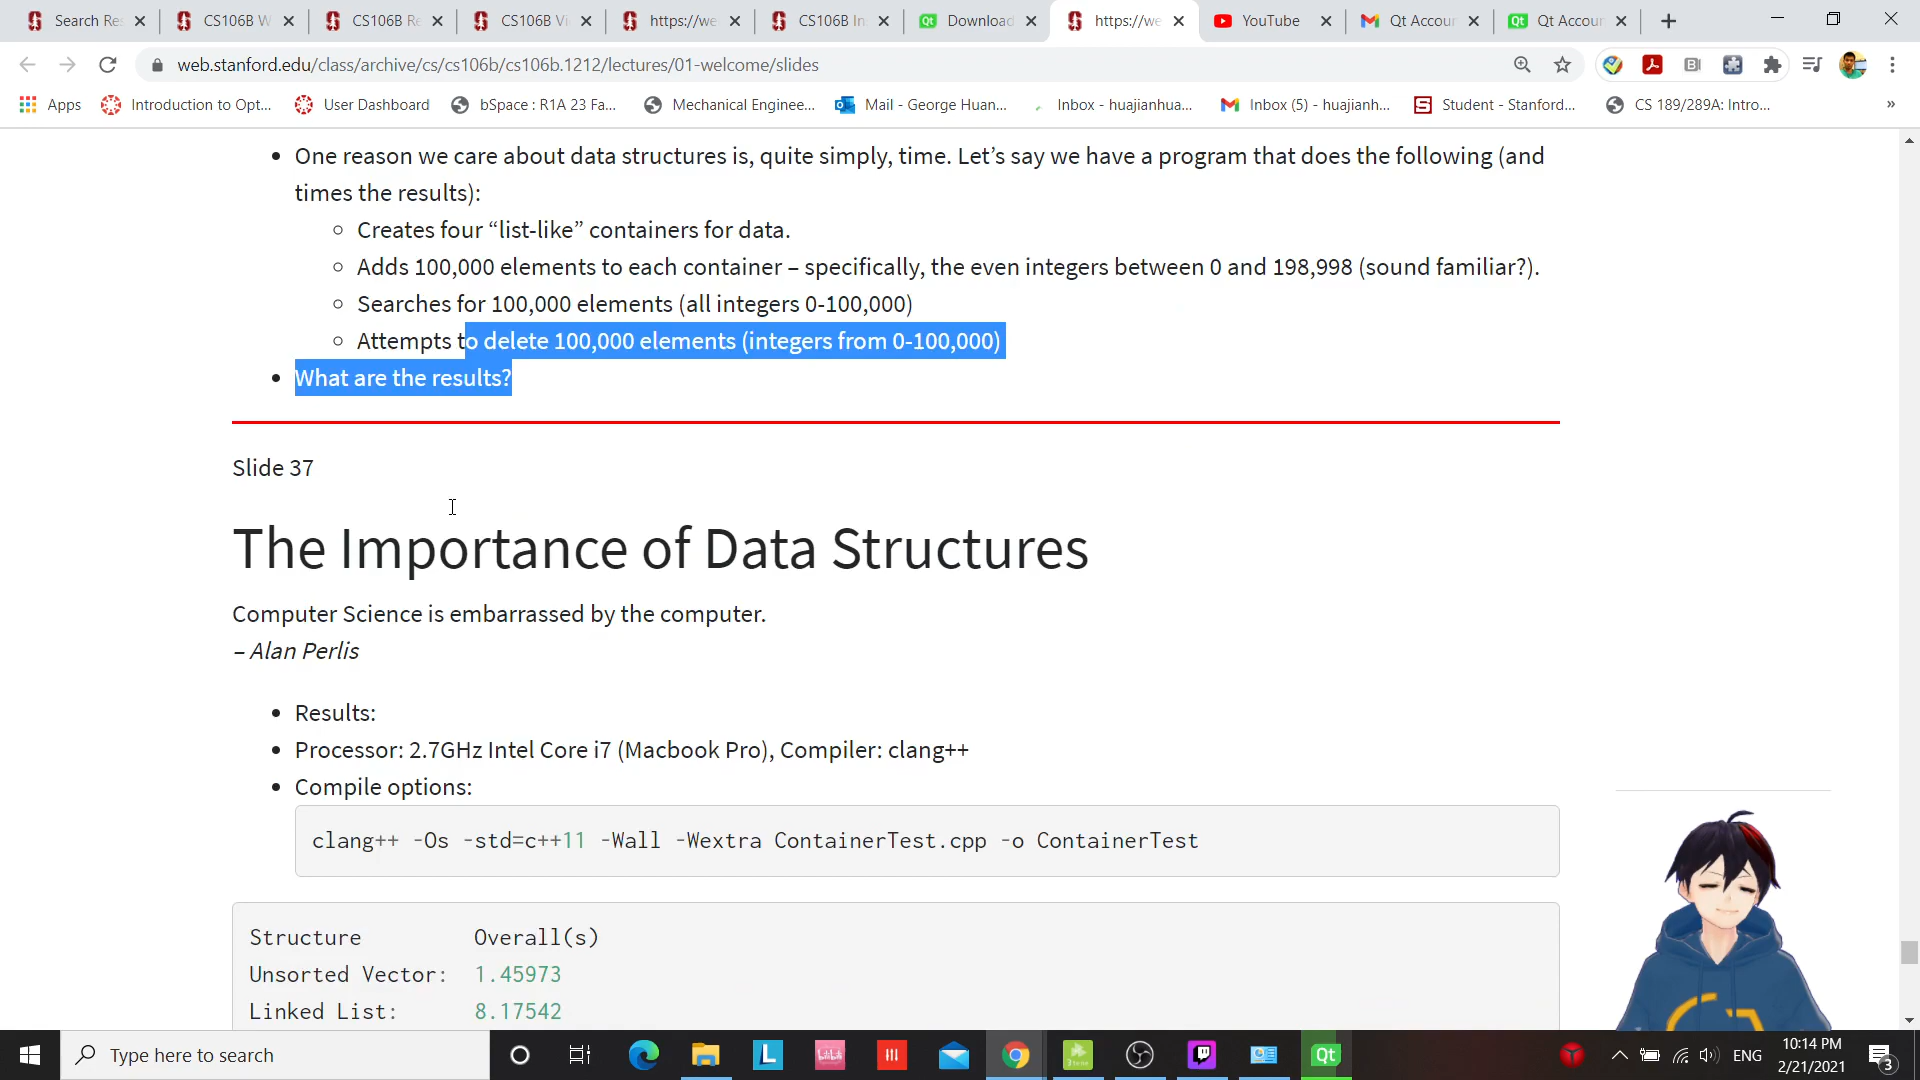 Search Re
CS106B W
CS106B Re
CS106B Vi
https://we
CS106B In
Download
https://we
YouTube
Qt Accour
Qt Accour
web.stanford.edu/class/archive/cs/cs106b/cs106b.1212/lectures/01-welcome/slides
Apps
Introduction to Opt...
User Dashboard
bSpace : R1A 23 Fa...
Mechanical Enginee...
Mail - George Huan...
Inbox - huajianhua...
Inbox (5) - huajianh...
Student - Stanford...
CS 189/289A: Intro...
»
• One reason we care about data structures is, quite simply, time. Let’s say we have a program that does the following (and
times the results):
◦ Creates four “list-like” containers for data.
◦ Adds 100,000 elements to each container – specifically, the even integers between 0 and 198,998 (sound familiar?).
◦ Searches for 100,000 elements (all integers 0-100,000)
◦ Attempts to delete 100,000 elements (integers from 0-100,000)
• What are the results?
Slide 37
The Importance of Data Structures
Computer Science is embarrassed by the computer.
– Alan Perlis
• Results:
• Processor: 2.7GHz Intel Core i7 (Macbook Pro), Compiler: clang++
• Compile options:
clang++ -Os -std=c++11 -Wall -Wextra ContainerTest.cpp -o ContainerTest
Structure Overall(s)
Unsorted Vector: 1.45973
Linked List: 8.17542
Type here to search
L
Qt
ENG
10:14 PM
2/21/2021
3